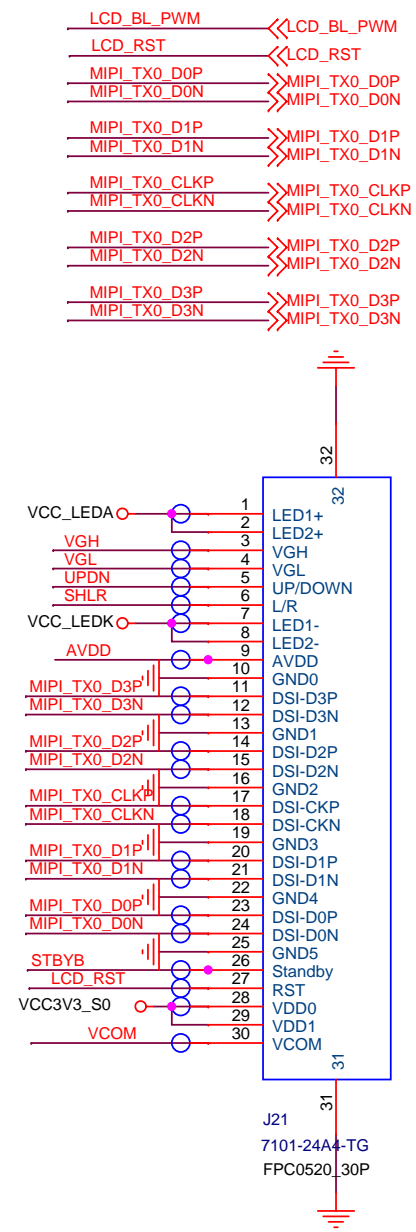 LCD_BL_PWM LCD_BL_PWM
LCD_RST LCD_RST
MIPI_TX0_D0P MIPI_TX0_D0P
MIPI_TX0_D0N MIPI_TX0_D0N
MIPI_TX0_D1P MIPI_TX0_D1P
MIPI_TX0_D1N MIPI_TX0_D1N
MIPI_TX0_CLKP MIPI_TX0_CLKP
MIPI_TX0_CLKN MIPI_TX0_CLKN
MIPI_TX0_D2P MIPI_TX0_D2P
MIPI_TX0_D2N MIPI_TX0_D2N
MIPI_TX0_D3P MIPI_TX0_D3P
MIPI_TX0_D3N MIPI_TX0_D3N
32
32
VCC_LEDA 1 LED1+
2 LED2+
VGH 3 VGH
VGL 4 VGL
UPDN 5 UP/DOWN
SHLR 6 L/R
VCC_LEDK 7 LED1-
8 LED2-
AVDD 9 AVDD
10 GND0
MIPI_TX0_D3P 11 DSI-D3P
MIPI_TX0_D3N 12 DSI-D3N
13 GND1
MIPI_TX0_D2P 14 DSI-D2P
MIPI_TX0_D2N 15 DSI-D2N
16 GND2
MIPI_TX0_CLKP 17 DSI-CKP
MIPI_TX0_CLKN 18 DSI-CKN
19 GND3
MIPI_TX0_D1P 20 DSI-D1P
MIPI_TX0_D1N 21 DSI-D1N
22 GND4
MIPI_TX0_D0P 23 DSI-D0P
MIPI_TX0_D0N 24 DSI-D0N
25 GND5
STBYB 26 Standby
LCD_RST 27 RST
VCC3V3_S0 28 VDD0
29 VDD1
VCOM 30 VCOM
31
31
J21
7101-24A4-TG
FPC0520_30P